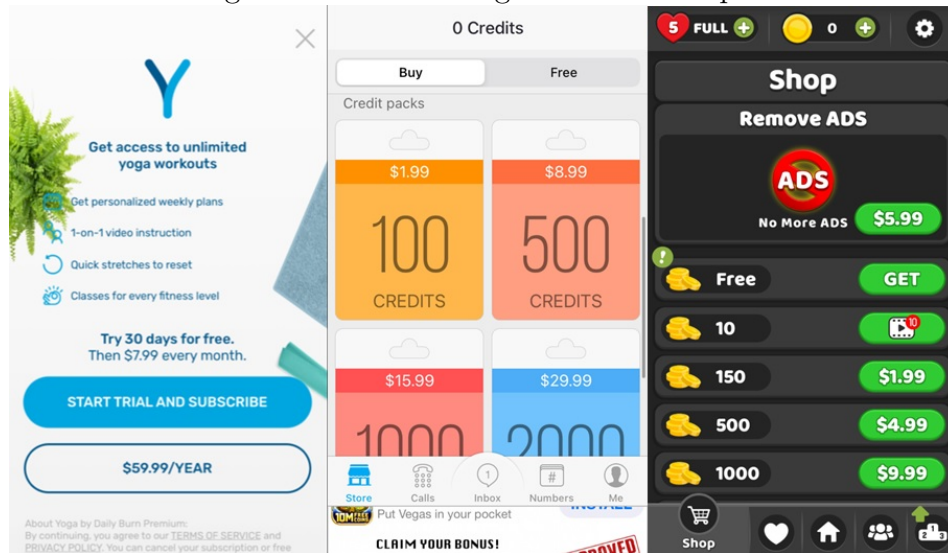 Get access to unlimited
yoga workouts
Get personalized weekly plans
1-on-1 video instruction
Quick stretches to reset
Classes for every fitness level
Try 30 days for free.
Then $7.99 every month.
START TRIAL AND SUBSCRIBE
$59.99/YEAR
About Yoga by Daily Burn Premium:
By continuing, you agree to our TERMS OF SERVICE and
PRIVACY POLICY. You can cancel your subscription or free
0 Credits
Buy Free
Credit packs
$1.99 $8.99
100 500
CREDITS CREDITS
$15.99 $29.99
1000 2000
1
#
Store Calls Inbox Numbers Me
10M FREE
Put Vegas in your pocket INSTALL
CLAIM YOUR BONUS!
5 FULL 0
Shop
Remove ADS
ADS
No More ADS $5.99
!
Free GET
10 10
150 $1.99
500 $4.99
1000 $9.99
Shop